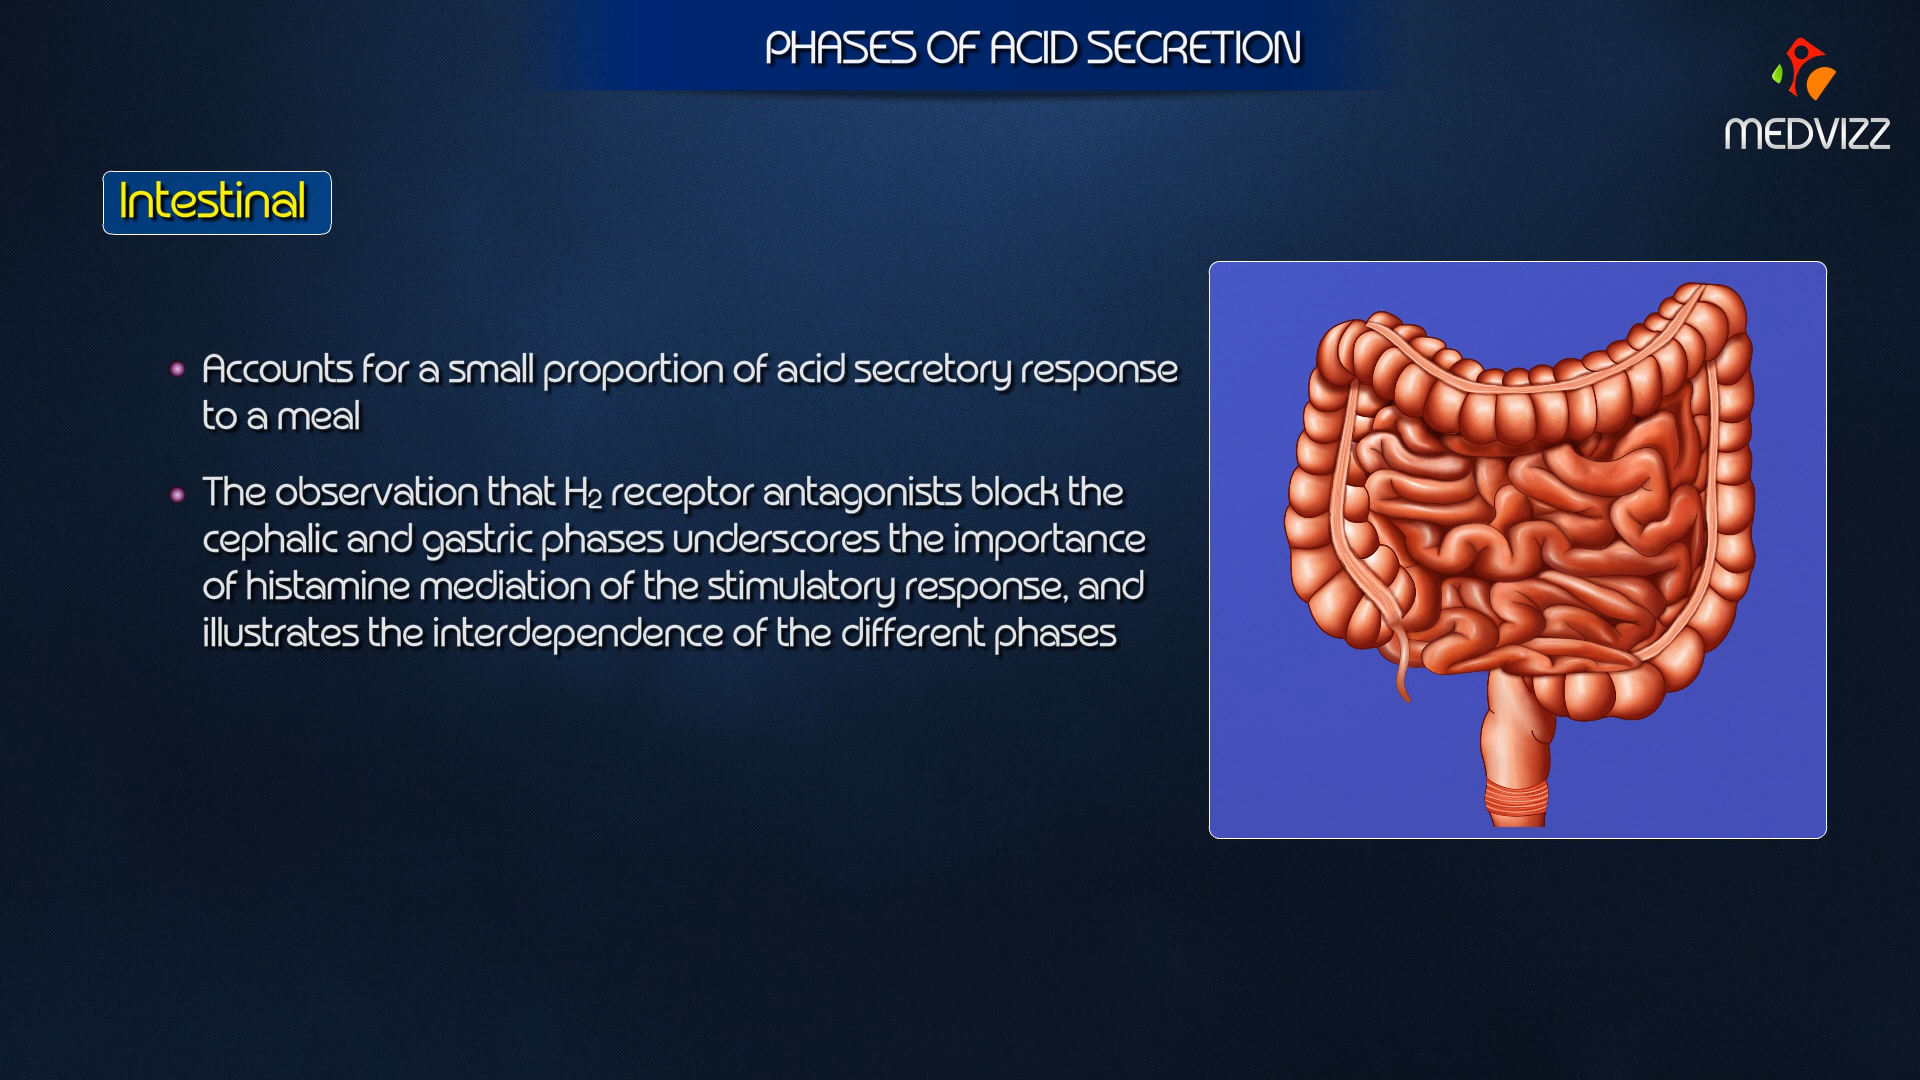 PHASES OF ACID SECRETION
MEDVIZZ
Intestinal
Accounts for a small proportion of acid secretory response
to a meal
The observation that H₂ receptor antagonists block the
cephalic and gastric phases underscores the importance
of histamine mediation of the stimulatory response, and
illustrates the interdependence of the different phases